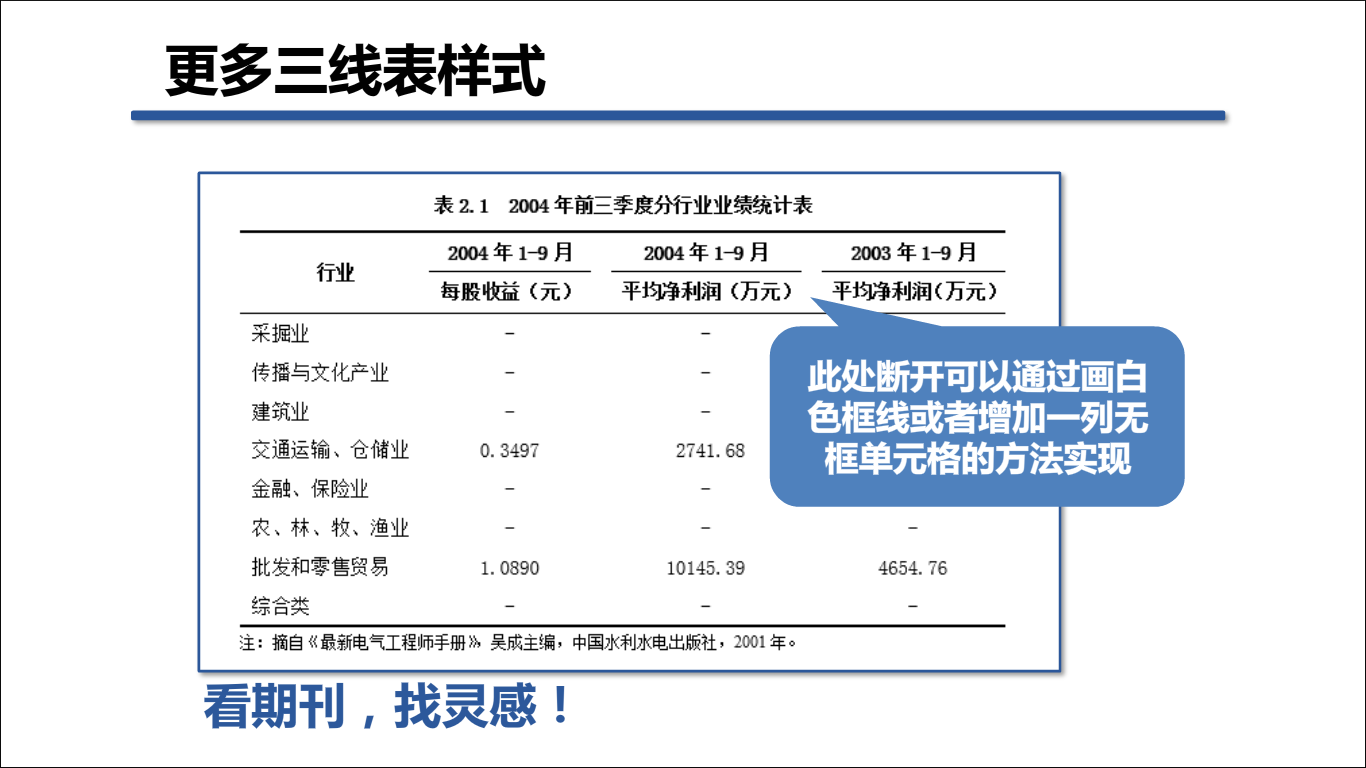 更多三线表样式
表 2.1 2004 年前三季度分行业业绩统计表
行业 2004 年 1-9 月 2004 年 1-9 月 2003 年 1-9 月
每股收益（元） 平均净利润（万元） 平均净利润（万元）
采掘业 - -
传播与文化产业 - -
建筑业 - -
交通运输、仓储业 0.3497 2741.68
金融、保险业 - -
农、林、牧、渔业 - - -
批发和零售贸易 1.0890 10145.39 4654.76
综合类 - - -
注：摘自《最新电气工程师手册》，吴成主编，中国水利水电出版社，2001 年。
此处断开可以通过画白
色框线或者增加一列无
框单元格的方法实现
看期刊，找灵感！